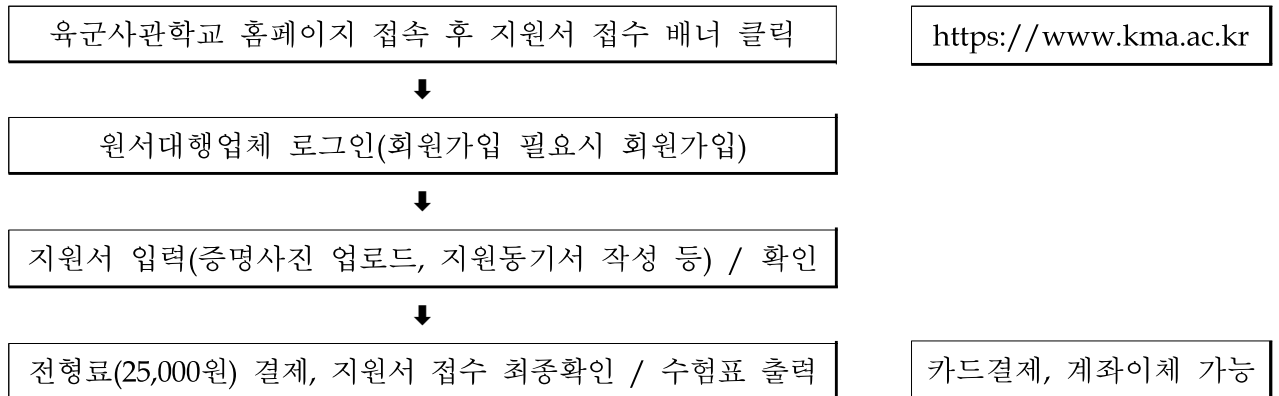 육군사관학교 홈페이지 접속 후 지원서 접수 배너 클릭
https://www.kma.ac.kr
원서대행업체 로그인(회원가입 필요시 회원가입)
지원서 입력(증명사진 업로드, 지원동기서 작성 등) / 확인
전형료(25,000원) 결제, 지원서 접수 최종확인 / 수험표 출력
카드결제, 계좌이체 가능